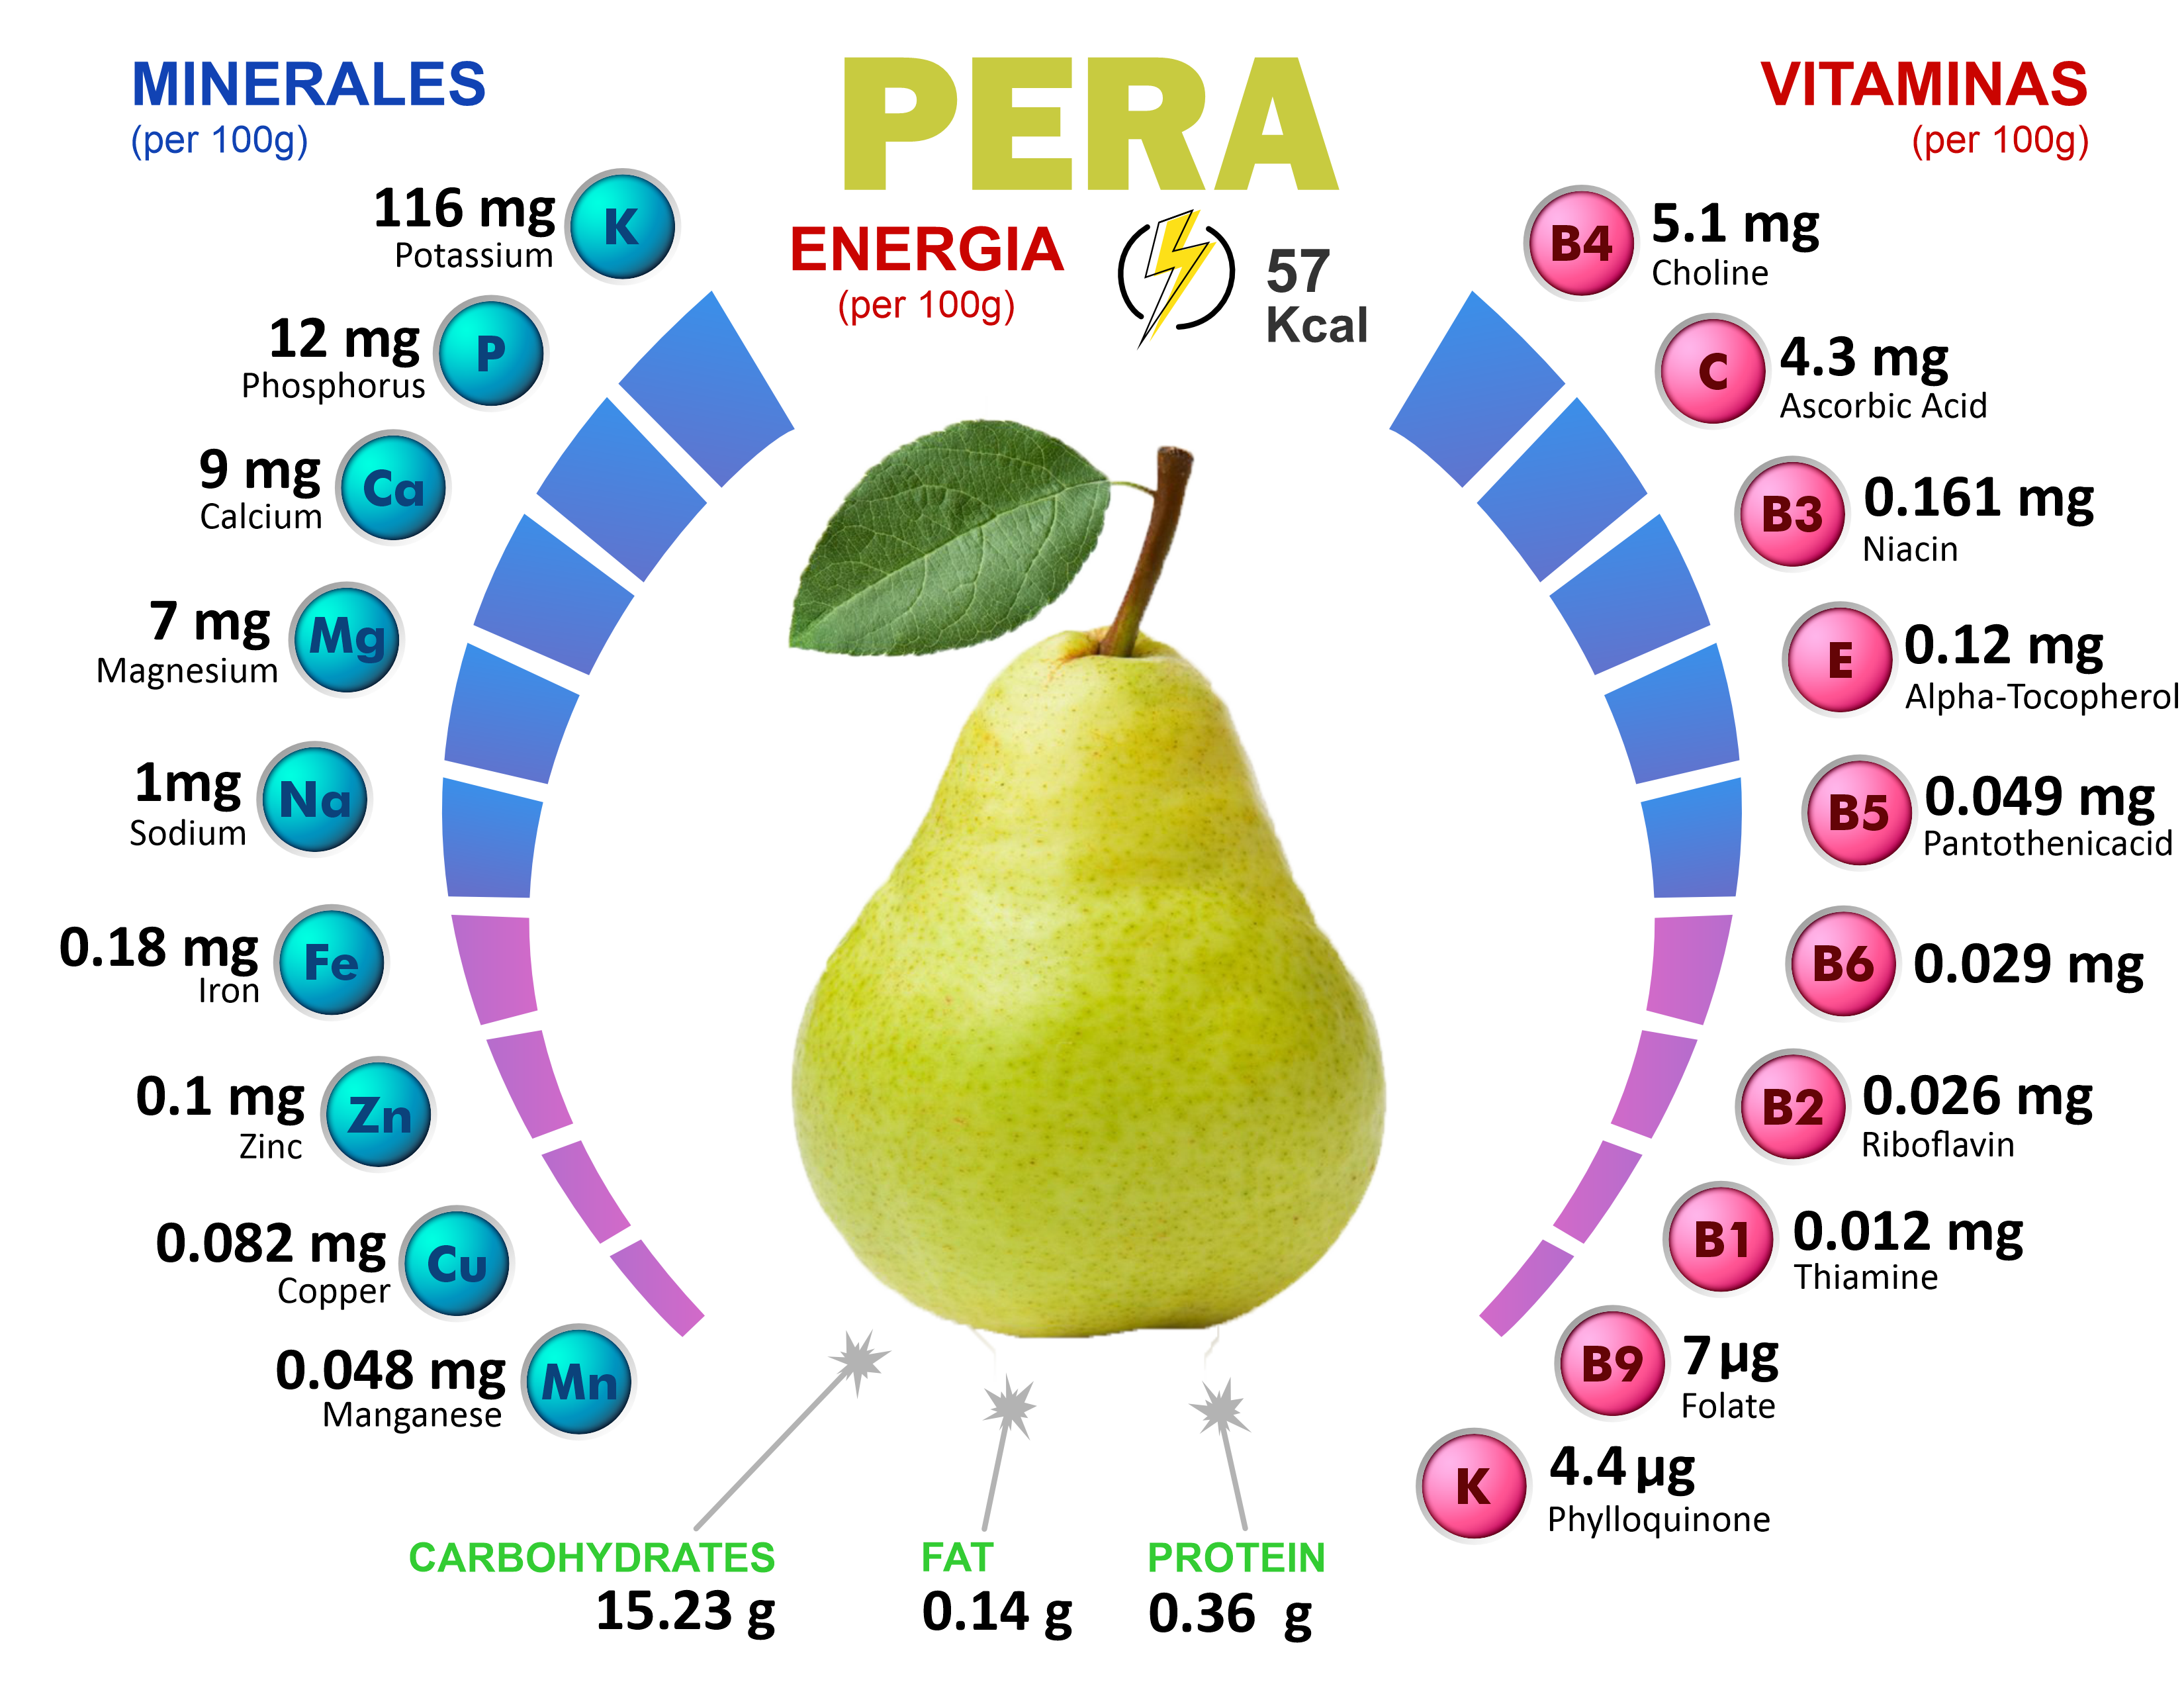 PERA
ENERGIA
(per 100g)
57
Kcal
MINERALES
(per 100g)
116 mg
Potassium
K
12 mg
Phosphorus
P
9 mg
Calcium
Ca
7 mg
Magnesium
Mg
1mg
Sodium
Na
0.18 mg
Iron
Fe
0.1 mg
Zinc
Zn
0.082 mg
Copper
Cu
0.048 mg
Manganese
Mn
VITAMINAS
(per 100g)
B4
5.1 mg
Choline
C
4.3 mg
Ascorbic Acid
B3
0.161 mg
Niacin
E
0.12 mg
Alpha-Tocopherol
B5
0.049 mg
Pantothenicacid
B6
0.029 mg
B2
0.026 mg
Riboflavin
B1
0.012 mg
Thiamine
B9
7 µg
Folate
K
4.4 µg
Phylloquinone
CARBOHYDRATES
15.23 g
FAT
0.14 g
PROTEIN
0.36 g